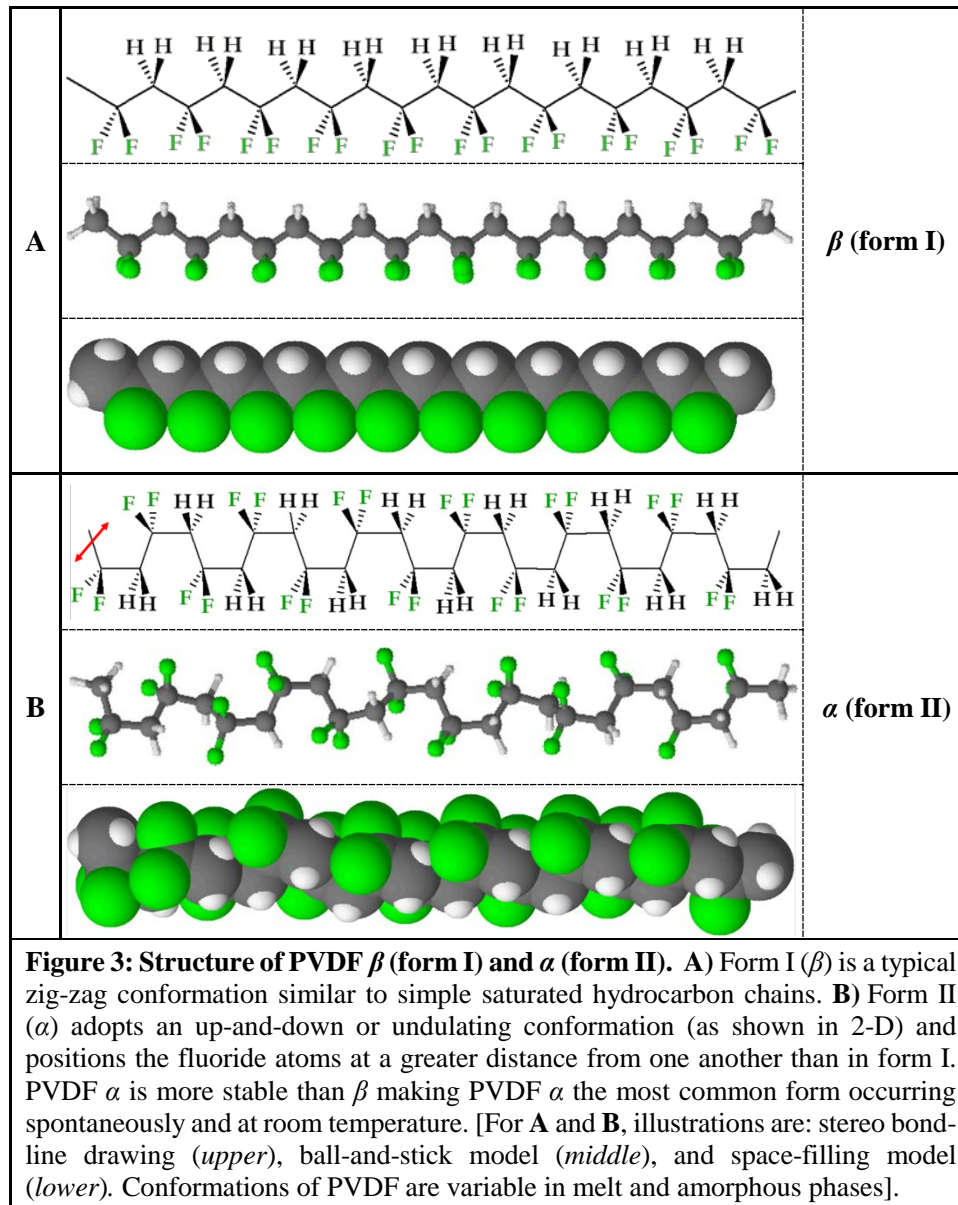 H H H H H H H H H H H H H H H H H H
F F F F F F F F F F F F F F F F F F F F
A
β (form I)
F F H H F F H H F F H H F F H H F F H H F F H H
F F H H F F H H F F H H F F H H F F H H F F H H F F H H
B
α (form II)
Figure 3: Structure of PVDF β (form I) and α (form II). A) Form I (β) is a typical
zig-zag conformation similar to simple saturated hydrocarbon chains. B) Form II
(α) adopts an up-and-down or undulating conformation (as shown in 2-D) and
positions the fluoride atoms at a greater distance from one another than in form I.
PVDF α is more stable than β making PVDF α the most common form occurring
spontaneously and at room temperature. [For A and B, illustrations are: stereo bond-
line drawing (upper), ball-and-stick model (middle), and space-filling model
(lower). Conformations of PVDF are variable in melt and amorphous phases].